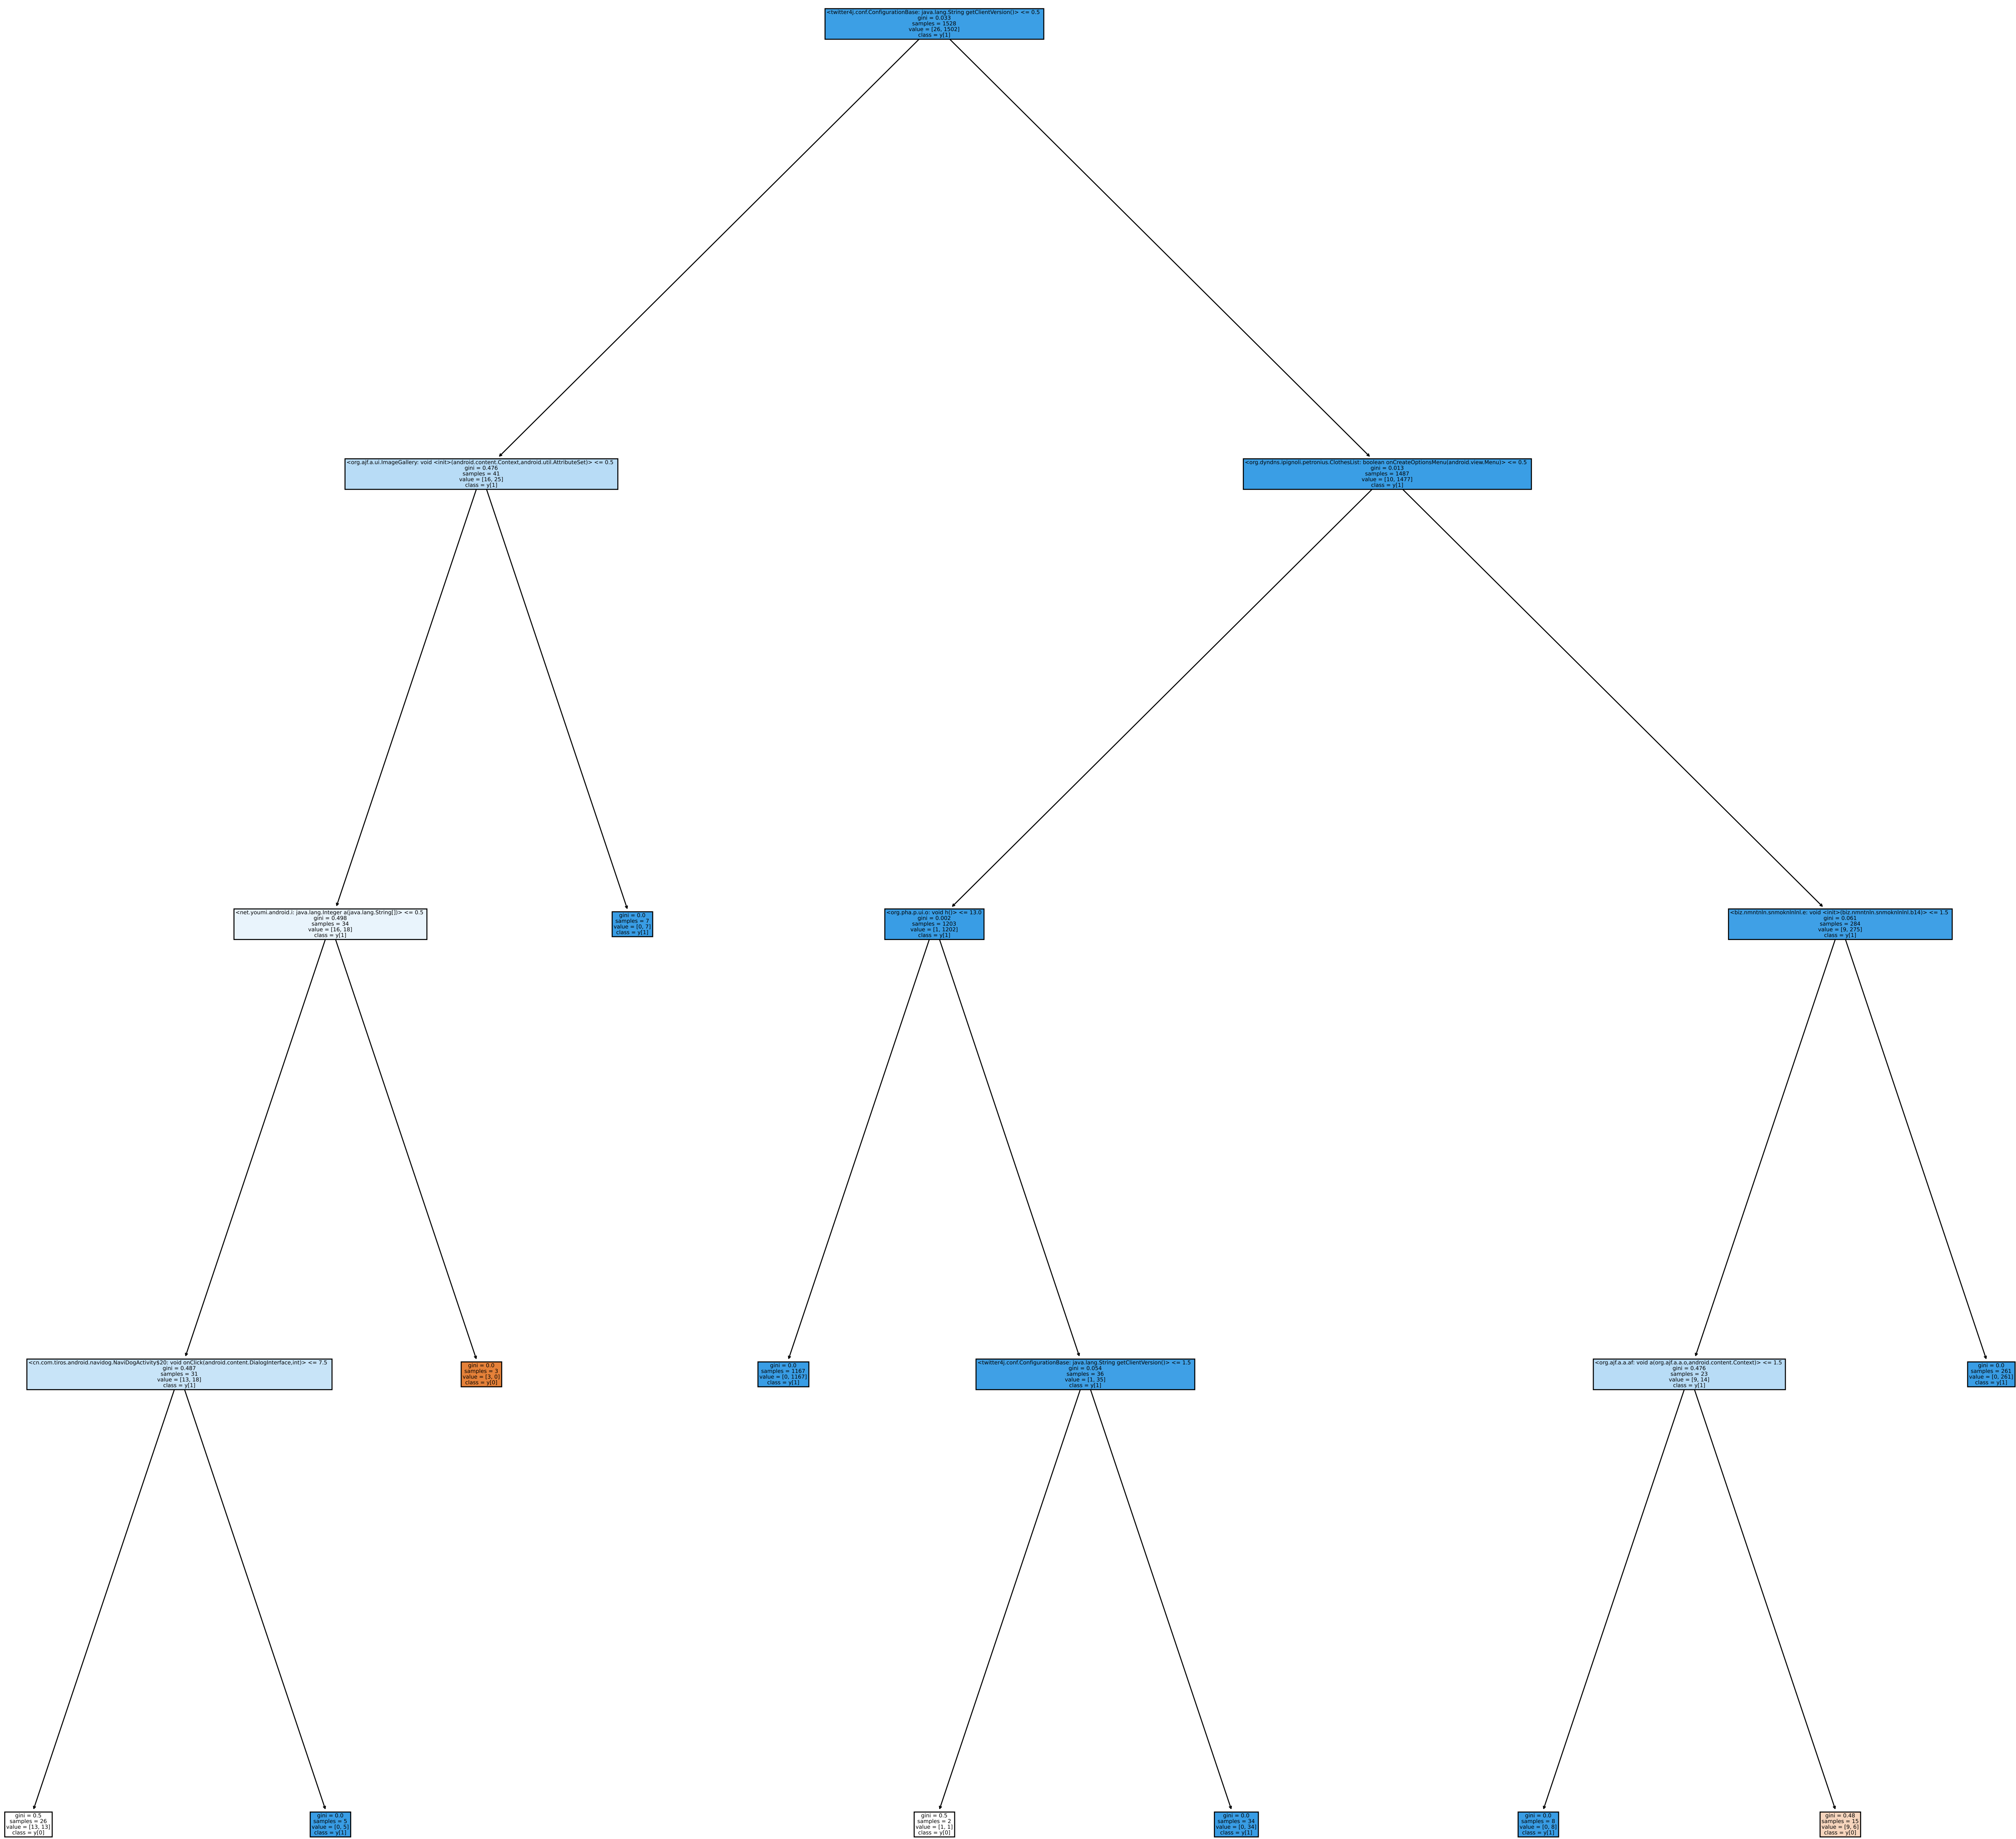 <twitter4j.conf.ConfigurationBase: java.lang.String getClientVersion()> <= 0.5
gini = 0.033
samples = 1528
value = [26, 1502]
class = y[1]
<org.ajf.a.ui.ImageGallery: void <init>(android.content.Context,android.util.AttributeSet)> <= 0.5
gini = 0.476
samples = 41
value = [16, 25]
class = y[1]
<org.dyndns.ipignoli.petronius.ClothesList: boolean onCreateOptionsMenu(android.view.Menu)> <= 0.5
gini = 0.013
samples = 1487
value = [10, 1477]
class = y[1]
<net.youmi.android.i: java.lang.Integer a(java.lang.String[])> <= 0.5
gini = 0.498
samples = 34
value = [16, 18]
class = y[1]
gini = 0.0
samples = 7
value = [0, 7]
class = y[1]
<org.pha.p.ui.o: void h()> <= 13.0
gini = 0.002
samples = 1203
value = [1, 1202]
class = y[1]
gini = 0.061
samples = 284
value = [9, 275]
class = y[1]
<cn.com.tiros.android.navidog.NaviDogActivity$20: void onClick(android.content.DialogInterface,int)> <= 7.5
gini = 0.487
samples = 31
value = [13, 18]
class = y[1]
gini = 0.0
samples = 3
value = [3, 0]
class = y[0]
gini = 0.0
samples = 1167
value = [0, 1167]
class = y[1]
<twitter4j.conf.ConfigurationBase: java.lang.String getClientVersion()> <= 1.5
gini = 0.054
samples = 36
value = [1, 35]
class = y[1]
<org.ajf.a.a.af: void a(org.ajf.a.a.o,android.content.Context)> <= 1.5
gini = 0.476
samples = 23
value = [9, 14]
class = y[1]
gini = 0.0
samples = 261
value = [0, 261]
class = y[1]
gini = 0.5
samples = 26
value = [13, 13]
class = y[0]
gini = 0.0
samples = 5
value = [0, 5]
class = y[1]
gini = 0.5
samples = 2
value = [1, 1]
class = y[0]
gini = 0.0
samples = 34
value = [0, 34]
class = y[1]
gini = 0.0
samples = 8
value = [0, 8]
class = y[1]
gini = 0.48
samples = 15
value = [9, 6]
class = y[0]